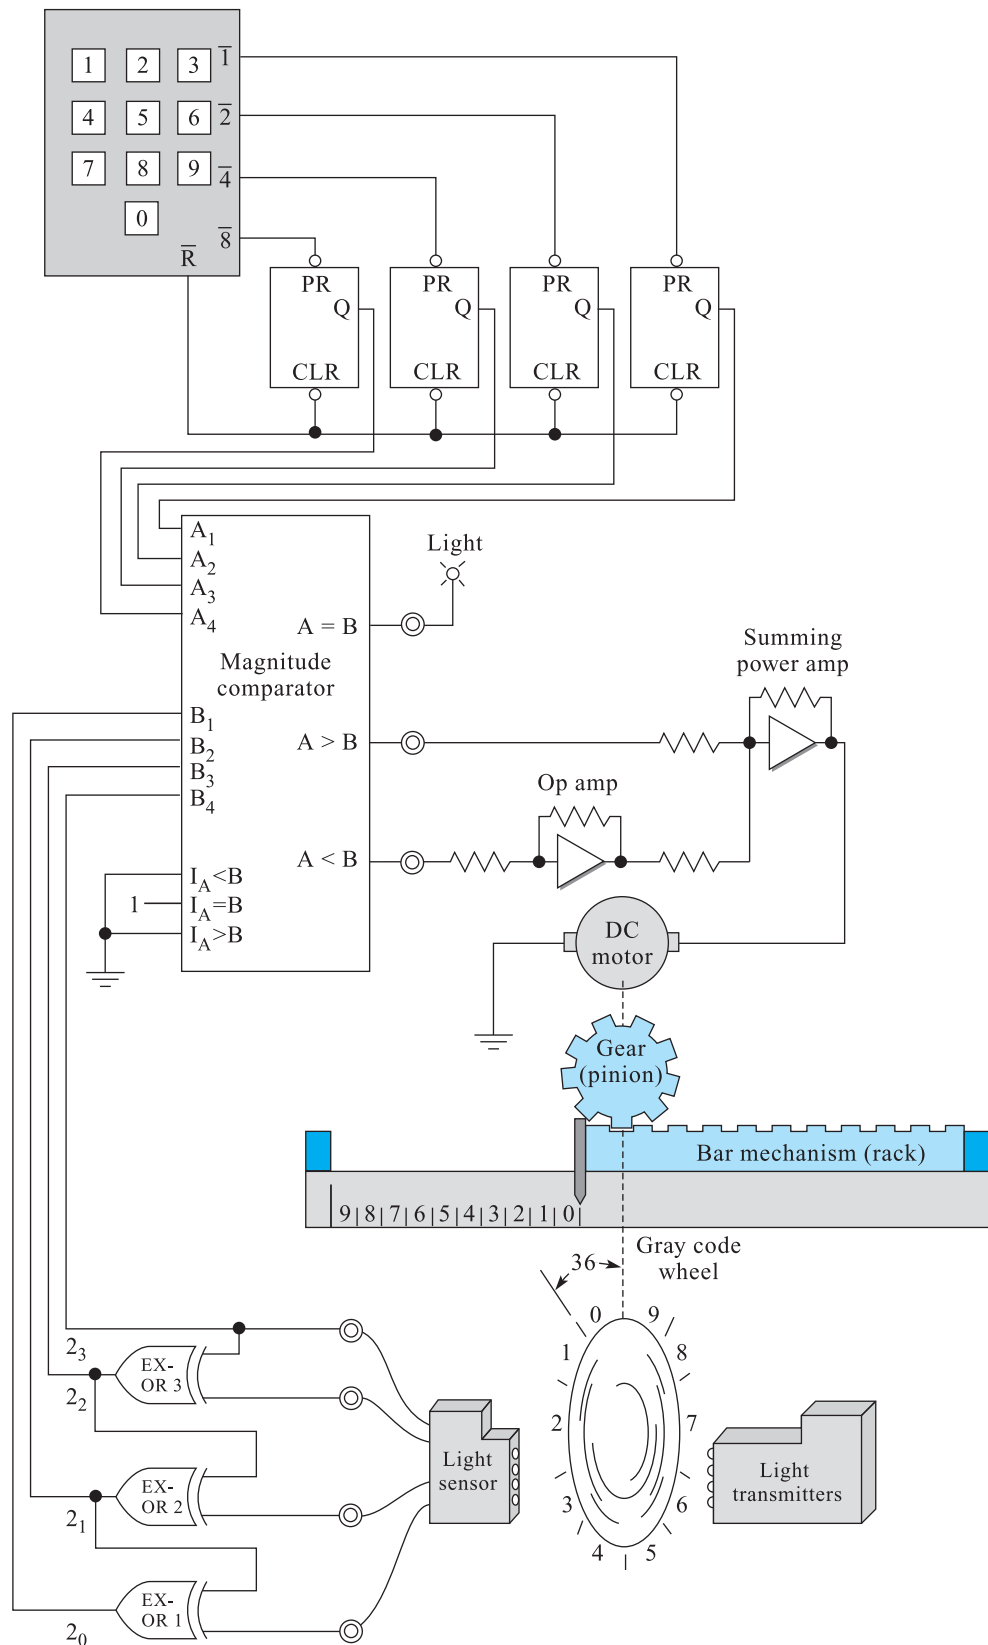 1 2 3 1̅
4 5 6 2̅
7 8 9 4̅
0 8̅
R̅
PR PR PR PR
Q Q Q Q
CLR CLR CLR CLR
A₁
A₂
A₃
A₄
Magnitude
comparator
A = B
Light
A > B
A < B
B₁
B₂
B₃
B₄
I_A<B
1 I_A=B
I_A>B
Summing
power amp
Op amp
DC
motor
Gear
(pinion)
Bar mechanism (rack)
9 8 7 6 5 4 3 2 1 0
Gray code
wheel
36
0 9
1 8
2 7
3 6
4 5
2₃
EX-
OR 3
2₂
EX-
OR 2
2₁
EX-
OR 1
2₀
Light
sensor
Light
transmitters